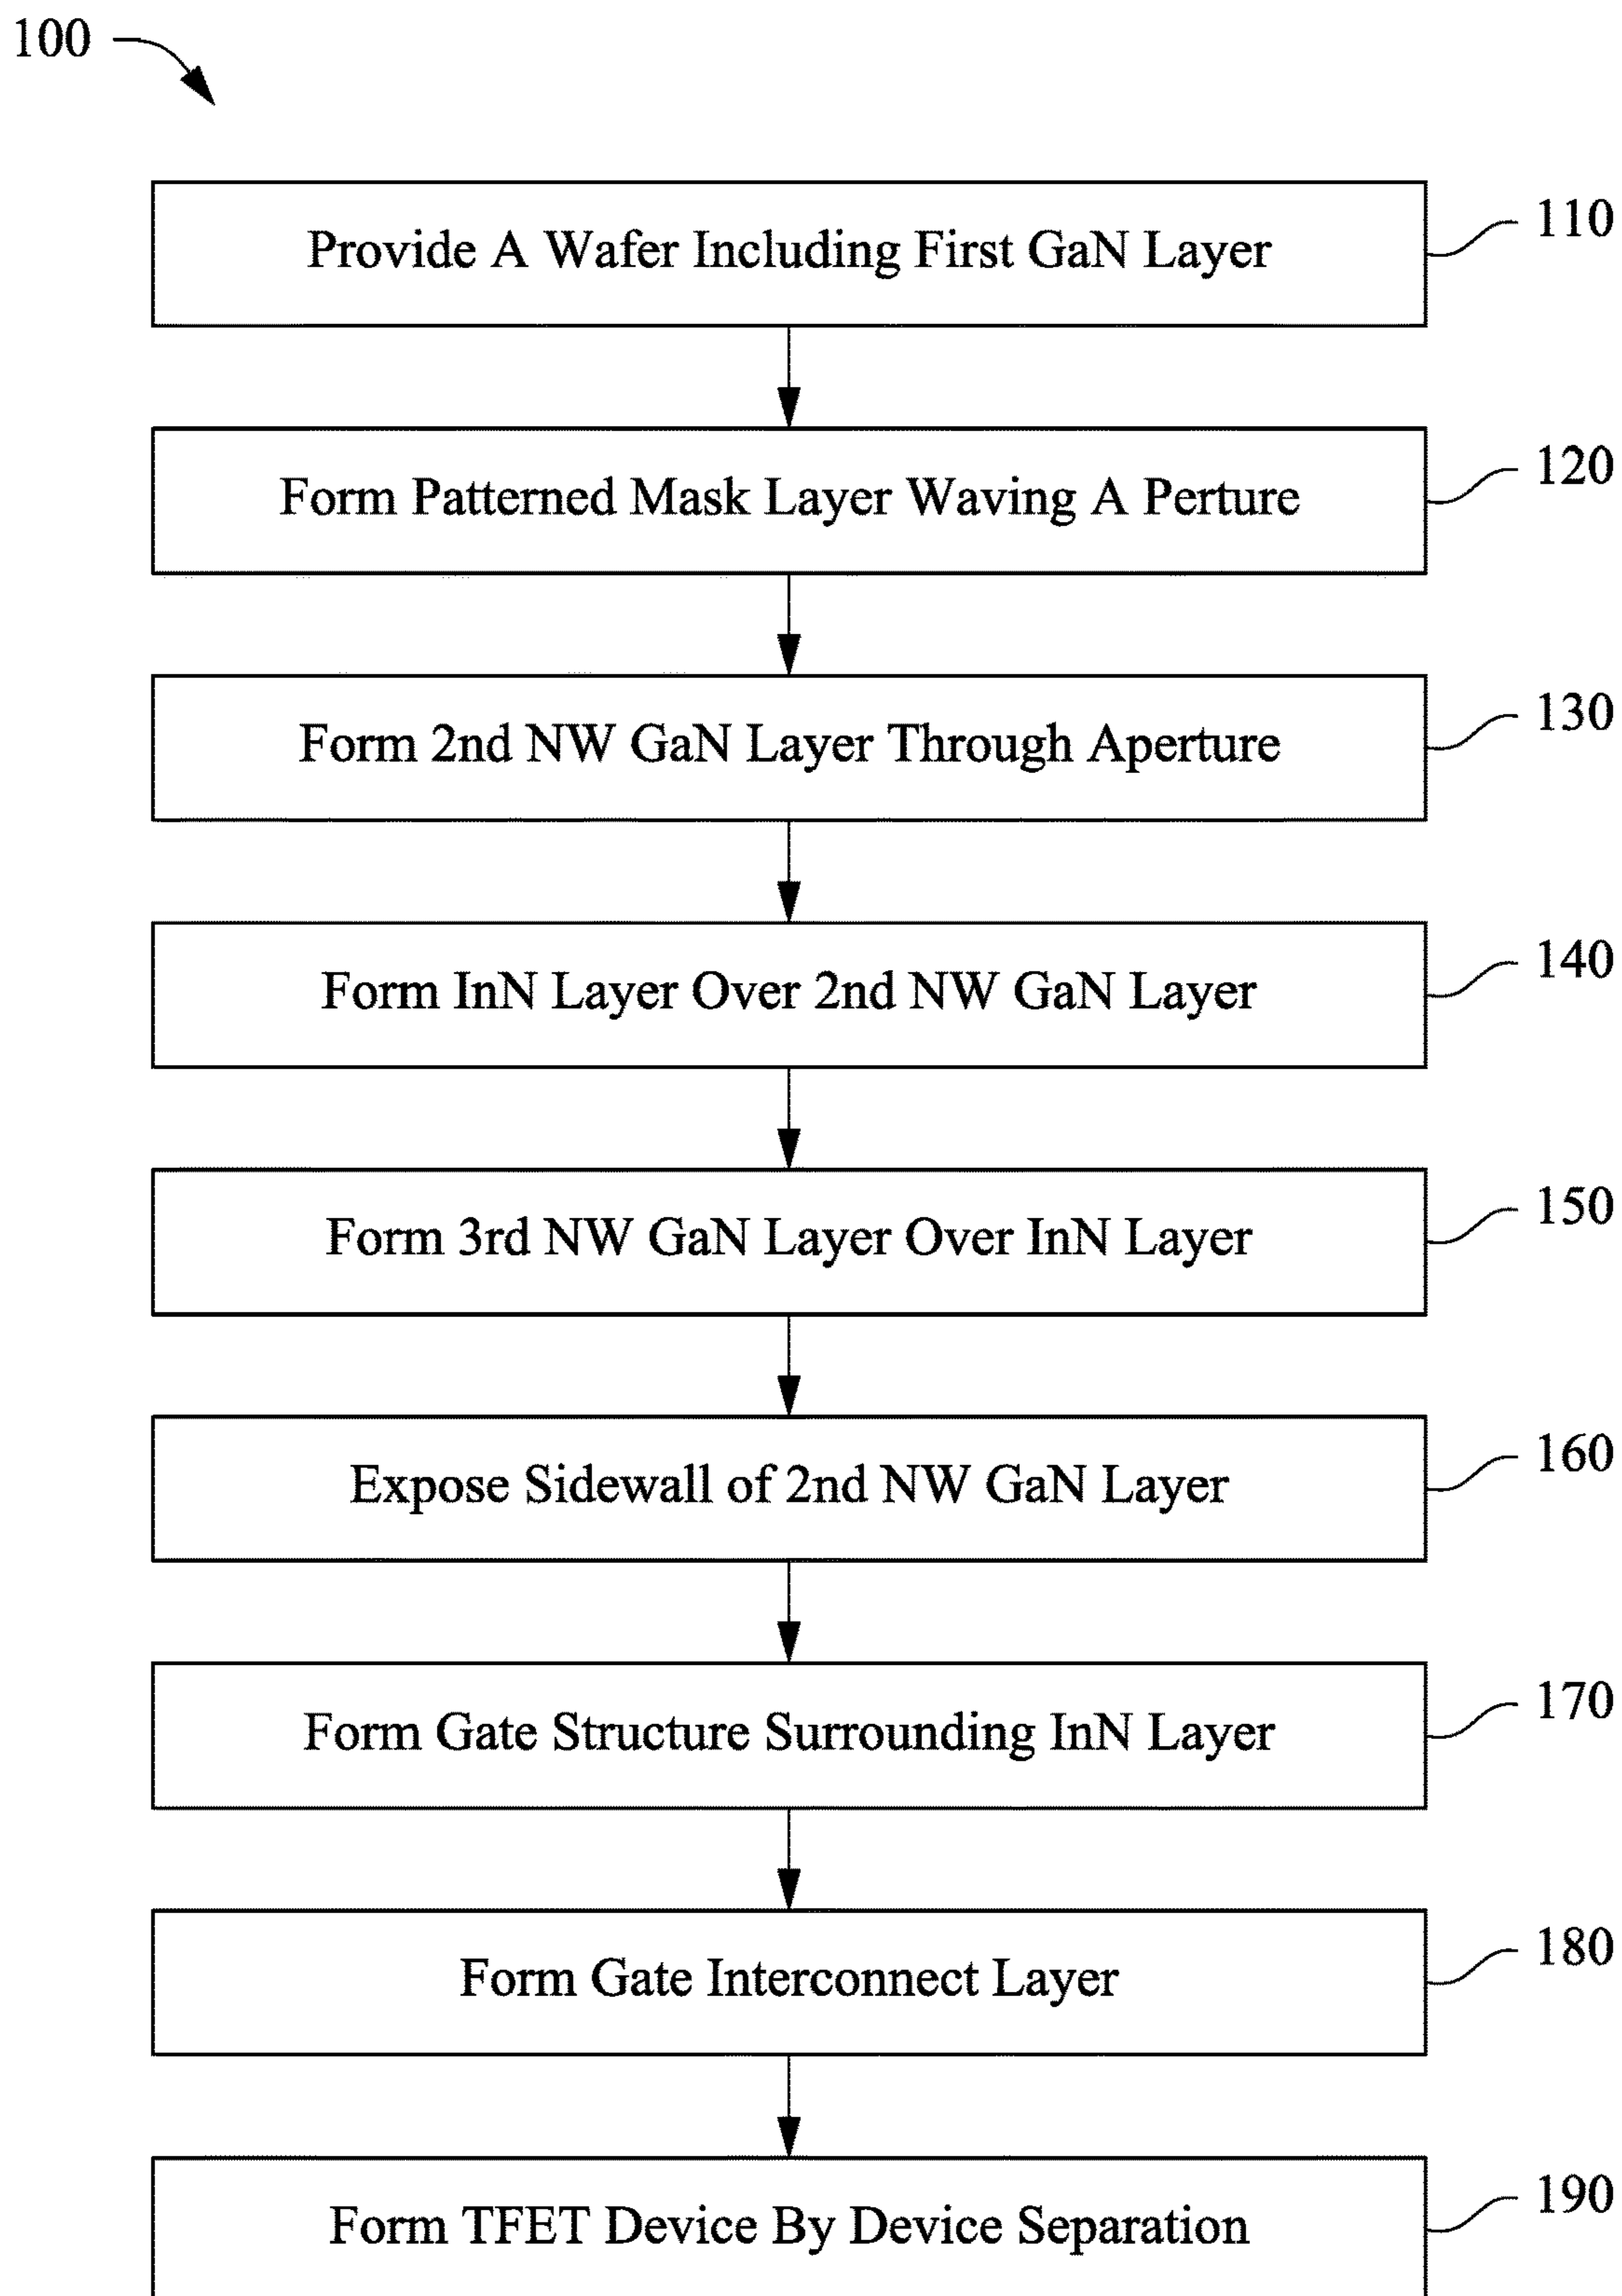 100
Provide A Wafer Including First GaN Layer
110
Form Patterned Mask Layer Waving A Perture
120
Form 2nd NW GaN Layer Through Aperture
130
Form InN Layer Over 2nd NW GaN Layer
140
Form 3rd NW GaN Layer Over InN Layer
150
Expose Sidewall of 2nd NW GaN Layer
160
Form Gate Structure Surrounding InN Layer
170
Form Gate Interconnect Layer
180
Form TFET Device By Device Separation
190